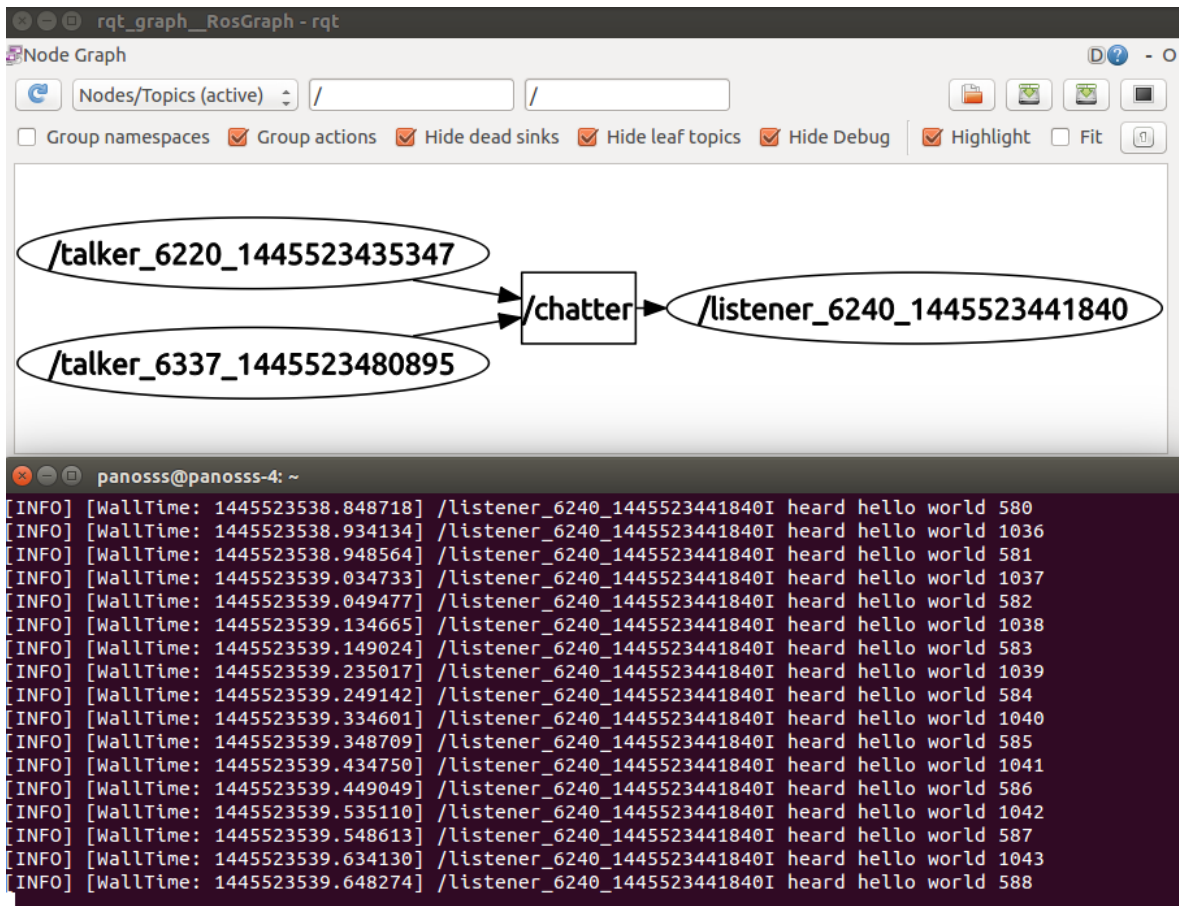 rqt_graph__RosGraph - rqt
Node Graph D? - O
Nodes/Topics (active) / /
Group namespaces Group actions Hide dead sinks Hide leaf topics Hide Debug Highlight Fit
/talker_6220_1445523435347
/chatter
/listener_6240_1445523441840
/talker_6337_1445523480895
panosss@panosss-4: ~
[INFO] [WallTime: 1445523538.848718] /listener_6240_1445523441840I heard hello world 580
[INFO] [WallTime: 1445523538.934134] /listener_6240_1445523441840I heard hello world 1036
[INFO] [WallTime: 1445523538.948564] /listener_6240_1445523441840I heard hello world 581
[INFO] [WallTime: 1445523539.034733] /listener_6240_1445523441840I heard hello world 1037
[INFO] [WallTime: 1445523539.049477] /listener_6240_1445523441840I heard hello world 582
[INFO] [WallTime: 1445523539.134665] /listener_6240_1445523441840I heard hello world 1038
[INFO] [WallTime: 1445523539.149024] /listener_6240_1445523441840I heard hello world 583
[INFO] [WallTime: 1445523539.235017] /listener_6240_1445523441840I heard hello world 1039
[INFO] [WallTime: 1445523539.249142] /listener_6240_1445523441840I heard hello world 584
[INFO] [WallTime: 1445523539.334601] /listener_6240_1445523441840I heard hello world 1040
[INFO] [WallTime: 1445523539.348709] /listener_6240_1445523441840I heard hello world 585
[INFO] [WallTime: 1445523539.434750] /listener_6240_1445523441840I heard hello world 1041
[INFO] [WallTime: 1445523539.449049] /listener_6240_1445523441840I heard hello world 586
[INFO] [WallTime: 1445523539.535110] /listener_6240_1445523441840I heard hello world 1042
[INFO] [WallTime: 1445523539.548613] /listener_6240_1445523441840I heard hello world 587
[INFO] [WallTime: 1445523539.634130] /listener_6240_1445523441840I heard hello world 1043
[INFO] [WallTime: 1445523539.648274] /listener_6240_1445523441840I heard hello world 588